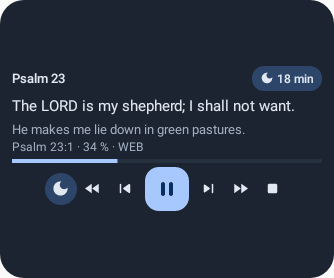 Psalm 23
18 min
The LORD is my shepherd; I shall not want.
He makes me lie down in green pastures.
Psalm 23:1 · 34 % · WEB